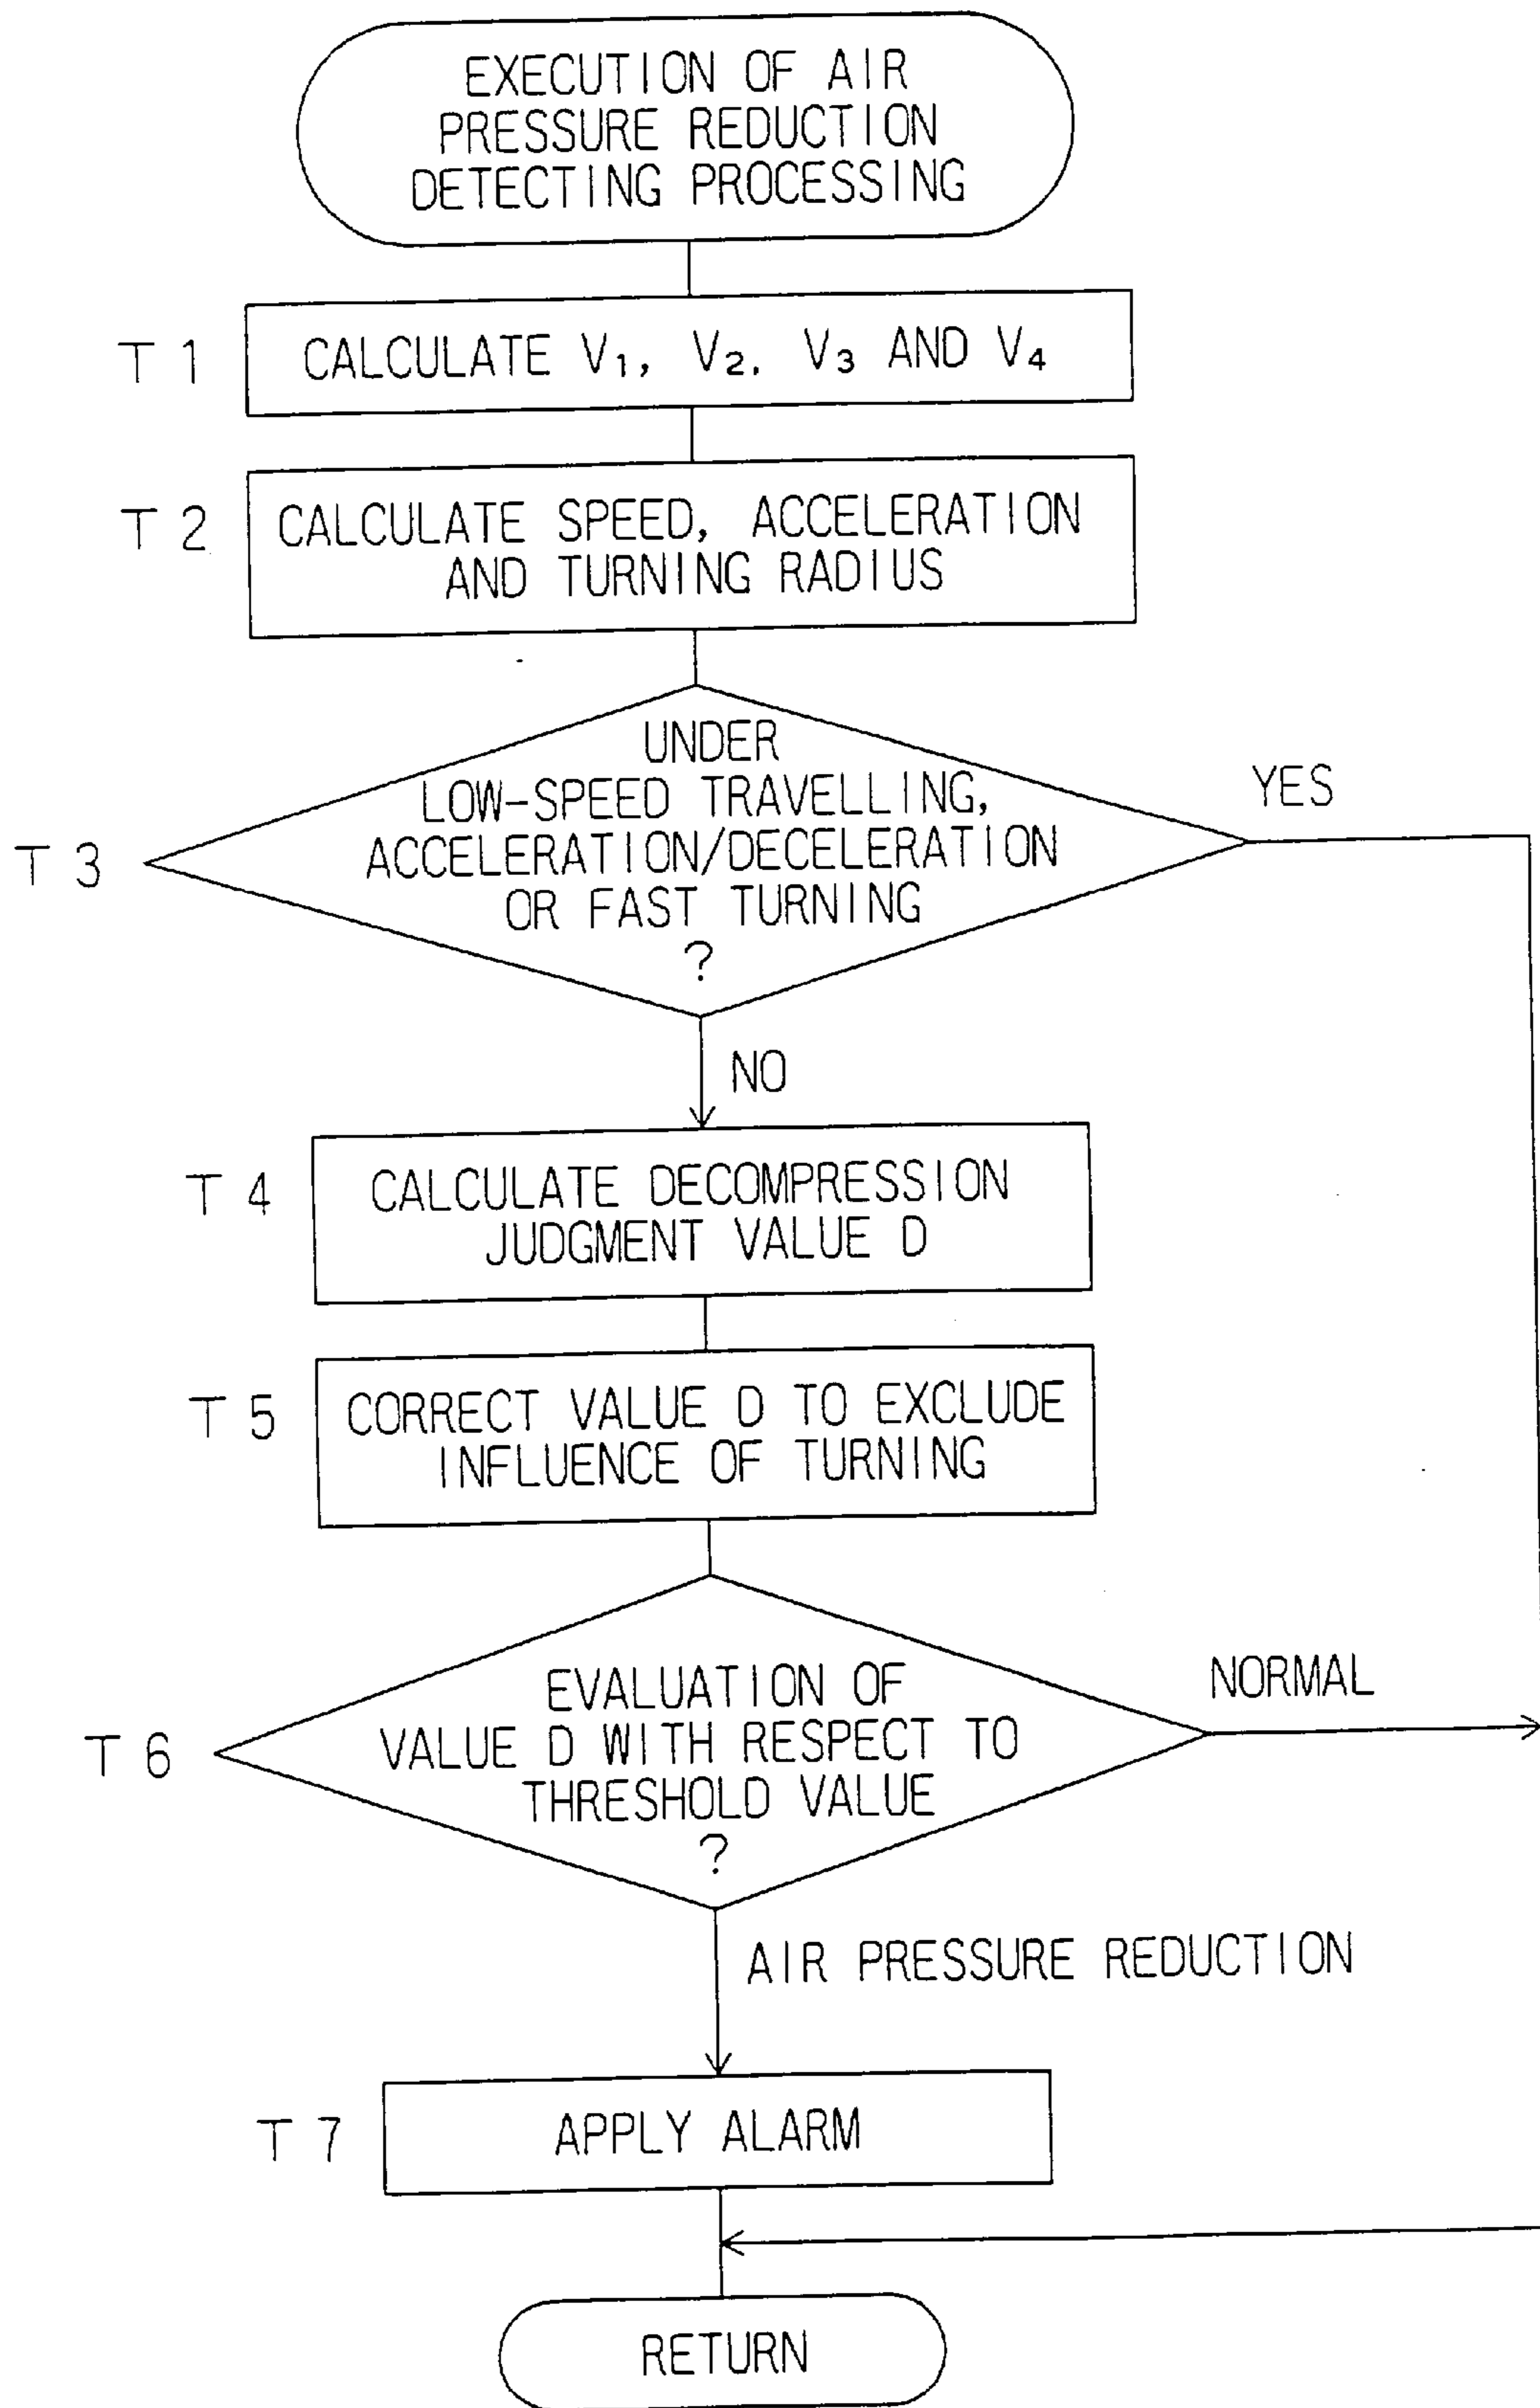 EXECUTION OF AIR
PRESSURE REDUCTION
DETECTING PROCESSING
T 1
CALCULATE V₁, V₂, V₃ AND V₄
T 2
CALCULATE SPEED, ACCELERATION
AND TURNING RADIUS
UNDER
LOW-SPEED TRAVELLING,
ACCELERATION/DECELERATION
OR FAST TURNING
?
T 3
YES
NO
T 4
CALCULATE DECOMPRESSION
JUDGMENT VALUE D
T 5
CORRECT VALUE D TO EXCLUDE
INFLUENCE OF TURNING
EVALUATION OF
VALUE D WITH RESPECT TO
THRESHOLD VALUE
?
T 6
NORMAL
AIR PRESSURE REDUCTION
T 7
APPLY ALARM
RETURN